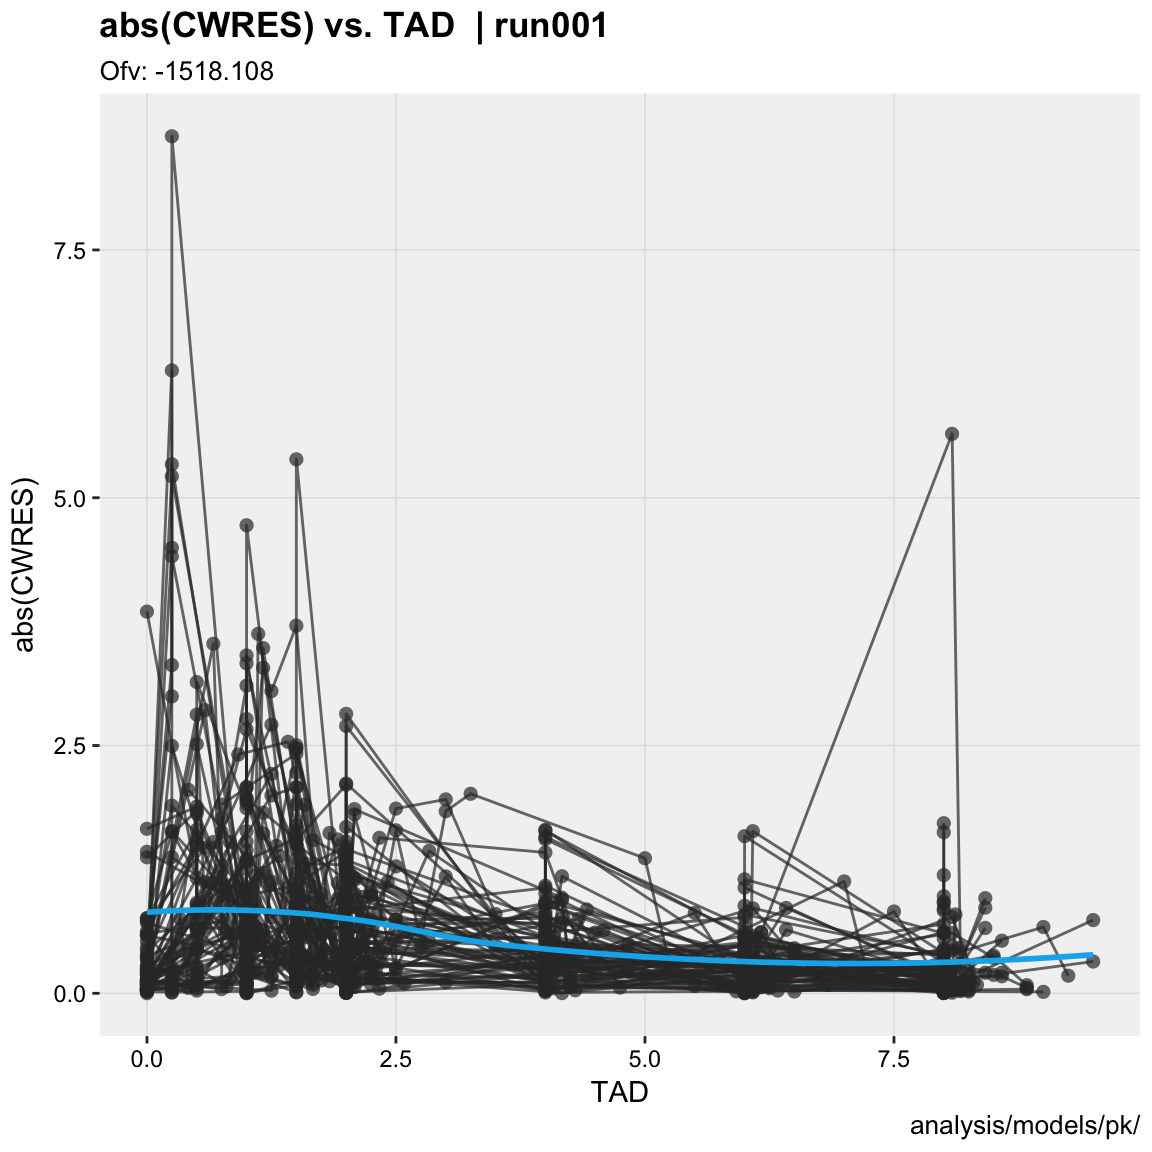 abs(CWRES) vs. TAD | run001
Ofv: -1518.108
abs(CWRES)
7.5
5.0
2.5
0.0
0.0 2.5 5.0 7.5
TAD
analysis/models/pk/